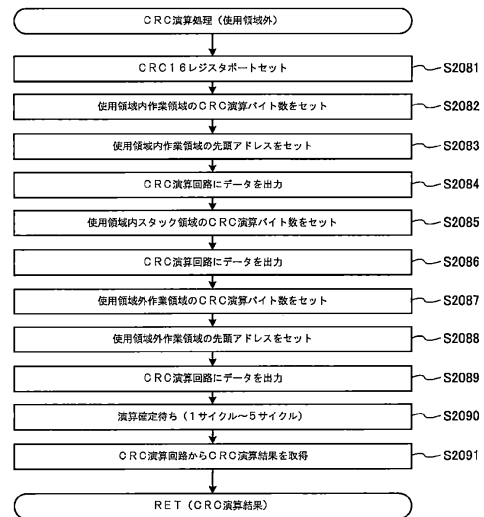 CRC演算処理(使用領域外)
CRC16レジスタポートセット S2081
使用領域内作業領域のCRC演算バイト数をセット S2082
使用領域内作業領域の先頭アドレスをセット S2083
CRC演算回路にデータを出力 S2084
使用領域内スタック領域のCRC演算バイト数をセット S2085
CRC演算回路にデータを出力 S2086
使用領域外作業領域のCRC演算バイト数をセット S2087
使用領域外作業領域の先頭アドレスをセット S2088
CRC演算回路にデータを出力 S2089
演算確定待ち(1サイクル~5サイクル) S2090
CRC演算回路からCRC演算結果を取得 S2091
RET(CRC演算結果)